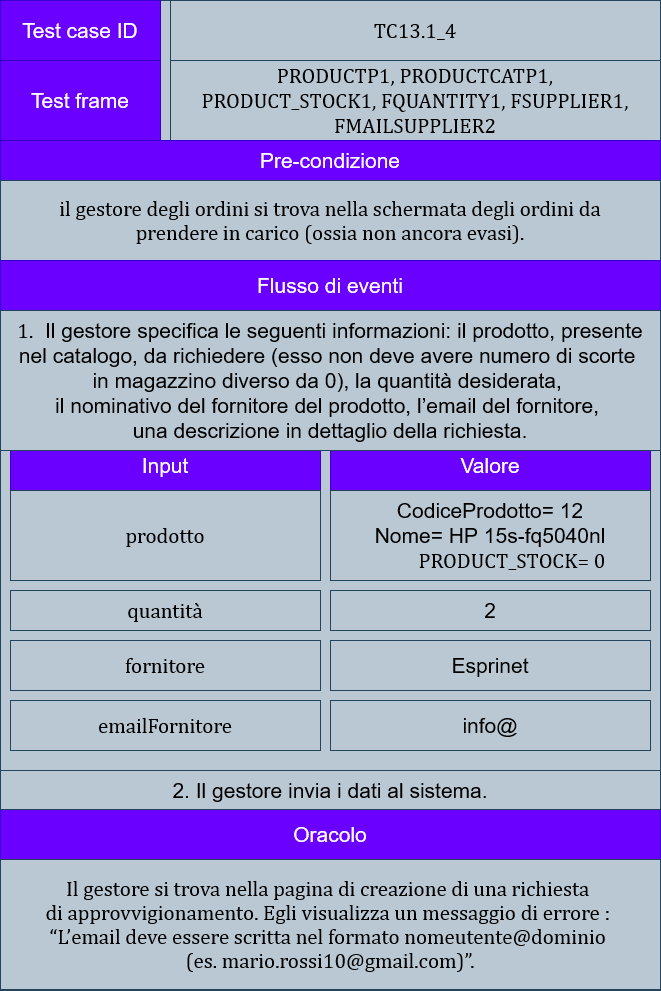 Test case ID
TC13.1_4
Test frame
PRODUCTP1, PRODUCTCATP1,
PRODUCT_STOCK1, FQUANTITY1, FSUPPLIER1,
FMAILSUPPLIER2
Pre-condizione
il gestore degli ordini si trova nella schermata degli ordini da
prendere in carico (ossia non ancora evasi).
Flusso di eventi
1. Il gestore specifica le seguenti informazioni: il prodotto, presente
nel catalogo, da richiedere (esso non deve avere numero di scorte
in magazzino diverso da 0), la quantità desiderata,
il nominativo del fornitore del prodotto, l’email del fornitore,
una descrizione in dettaglio della richiesta.
Input
Valore
prodotto
CodiceProdotto= 12
Nome= HP 15s-fq5040nl
PRODUCT_STOCK= 0
quantità
2
fornitore
Esprinet
emailFornitore
info@
2. Il gestore invia i dati al sistema.
Oracolo
Il gestore si trova nella pagina di creazione di una richiesta
di approvvigionamento. Egli visualizza un messaggio di errore :
“L’email deve essere scritta nel formato nomeutente@dominio
(es. mario.rossi10@gmail.com)”.